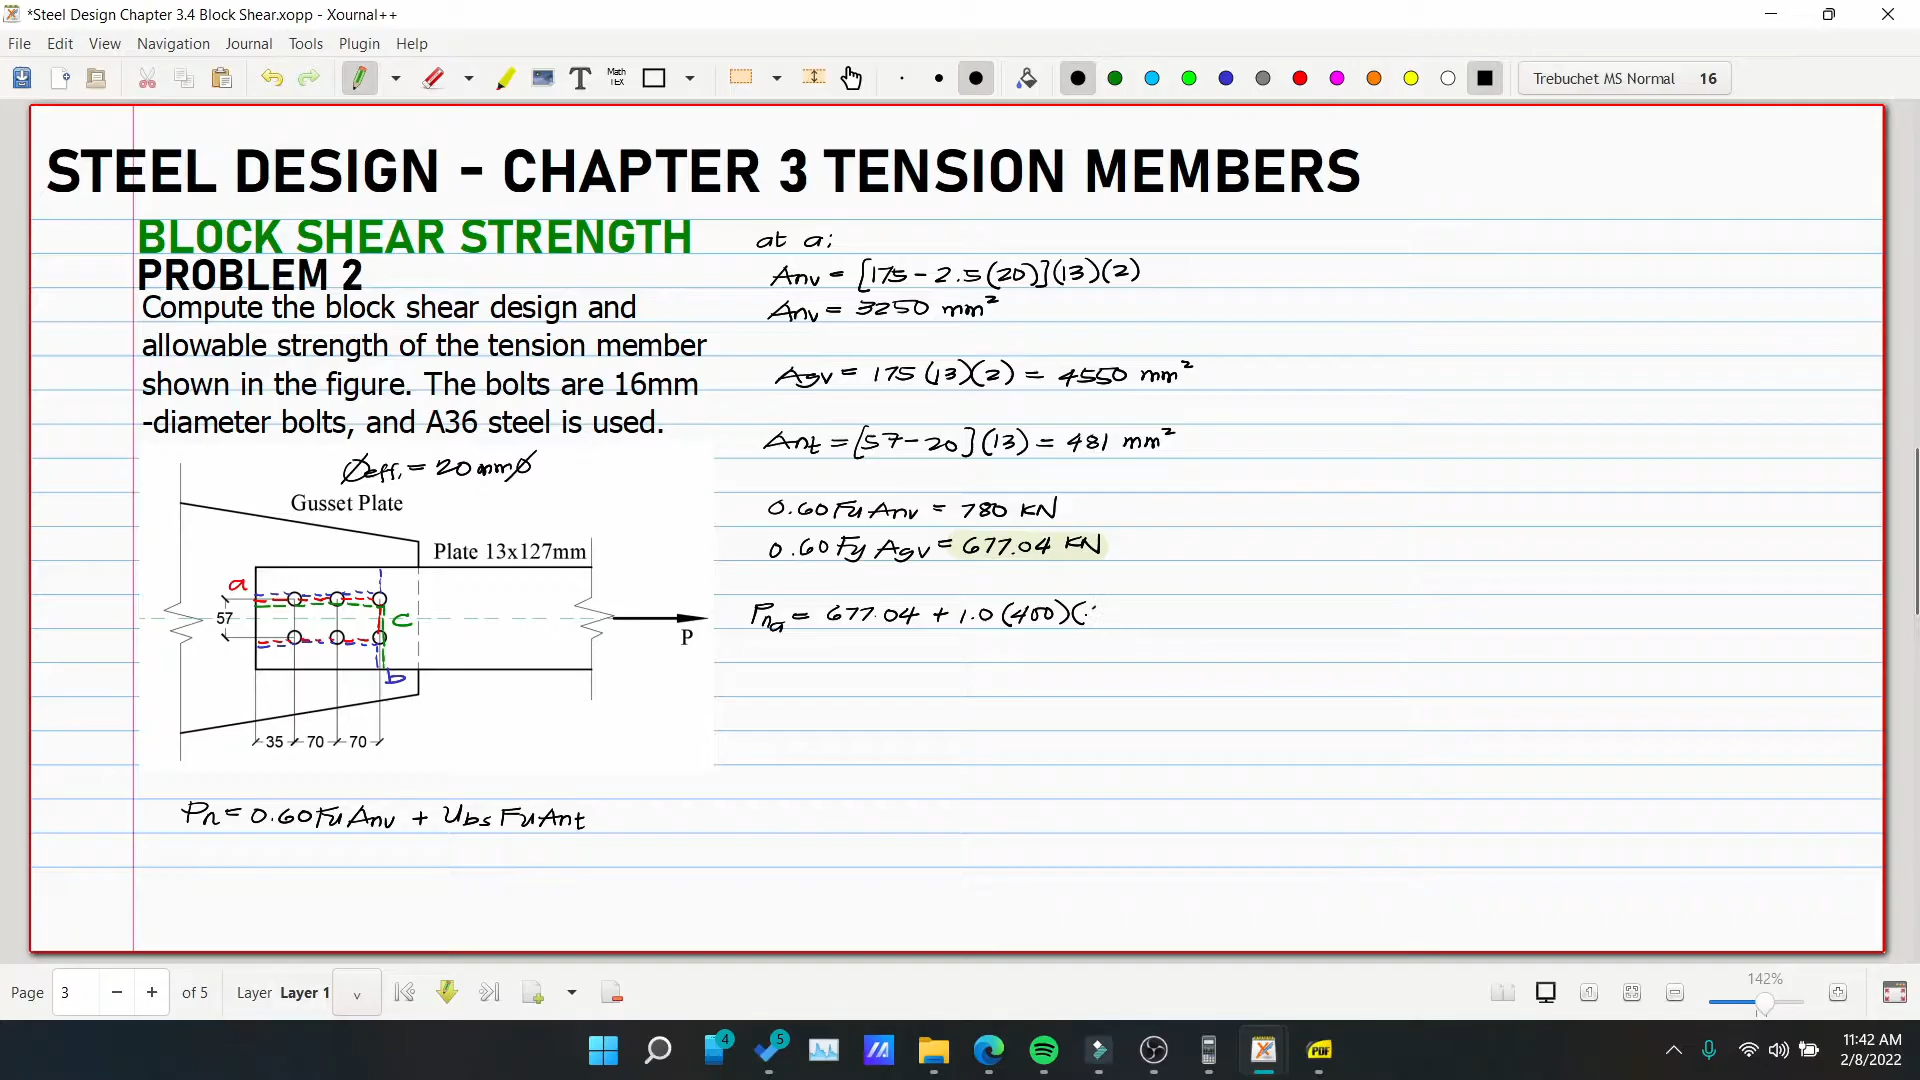 *Steel Design Chapter 3.4 Block Shear.xopp - Xournal++
File Edit View Navigation Journal Tools Plugin Help
Math TEX
Trebuchet MS Normal 16
STEEL DESIGN - CHAPTER 3 TENSION MEMBERS
BLOCK SHEAR STRENGTH
PROBLEM 2
Compute the block shear design and
allowable strength of the tension member
shown in the figure. The bolts are 16mm
-diameter bolts, and A36 steel is used.
Øeff. = 20mmØ
Gusset Plate
Plate 13x127mm
a
57
c
P
b
35 70 70
Pn = 0.60FuAnv + UbsFuAnt
at a;
Anv = [175 - 2.5(20)](13)(2)
Anv = 3250 mm²
Agv = 175(13)(2) = 4550 mm²
Ant = [57-20](13) = 481 mm²
0.60FuAnv = 780 KN
0.60FyAgv = 677.04 KN
Pna = 677.04 + 1.0(400)(
Page 3 of 5 Layer Layer 1
142%
4
5
PDF
11:42 AM
2/8/2022